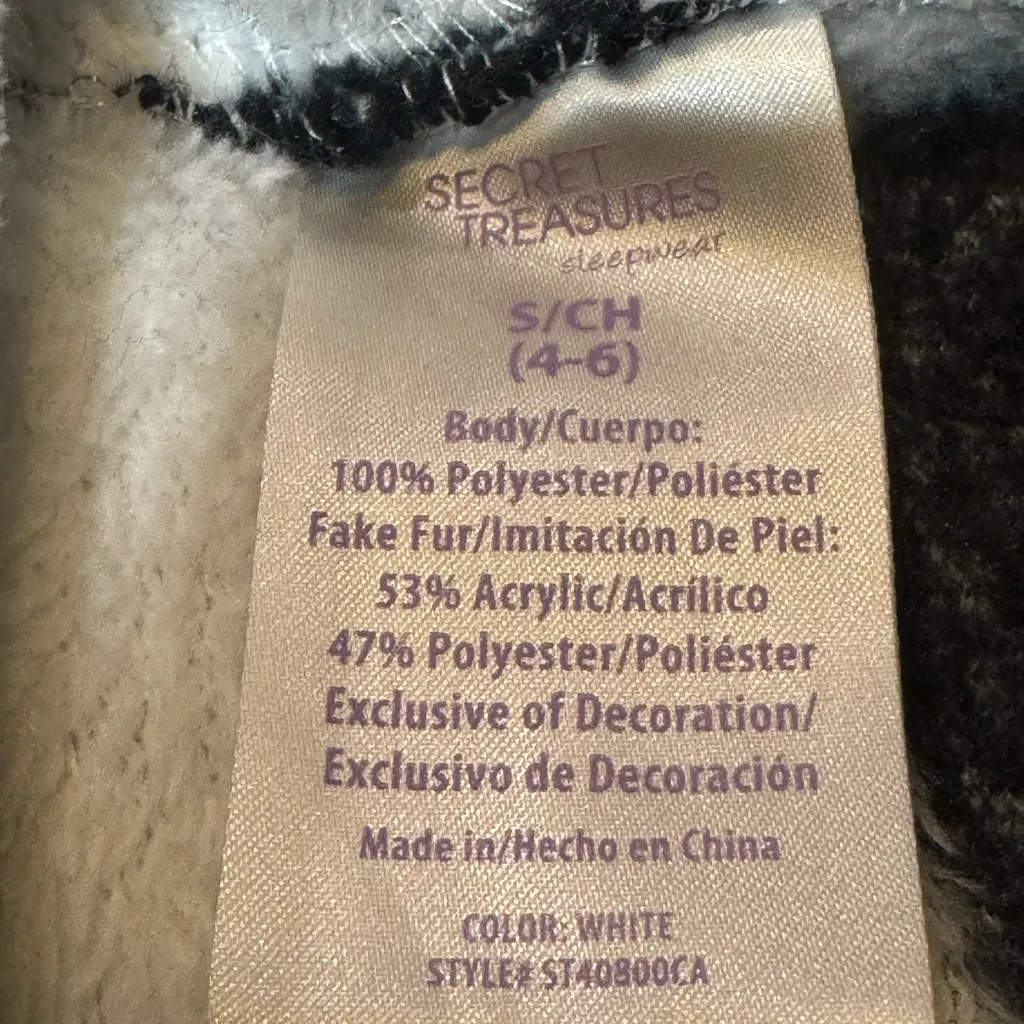 SECRET
TREASURES
sleepwear
S/CH
(4-6)
Body/Cuerpo:
100% Polyester/Poliéster
Fake Fur/Imitación De Piel:
53% Acrylic/Acrílico
47% Polyester/Poliéster
Exclusive of Decoration/
Exclusivo de Decoración
Made in/Hecho en China
COLOR: WHITE
STYLE# ST40800CA